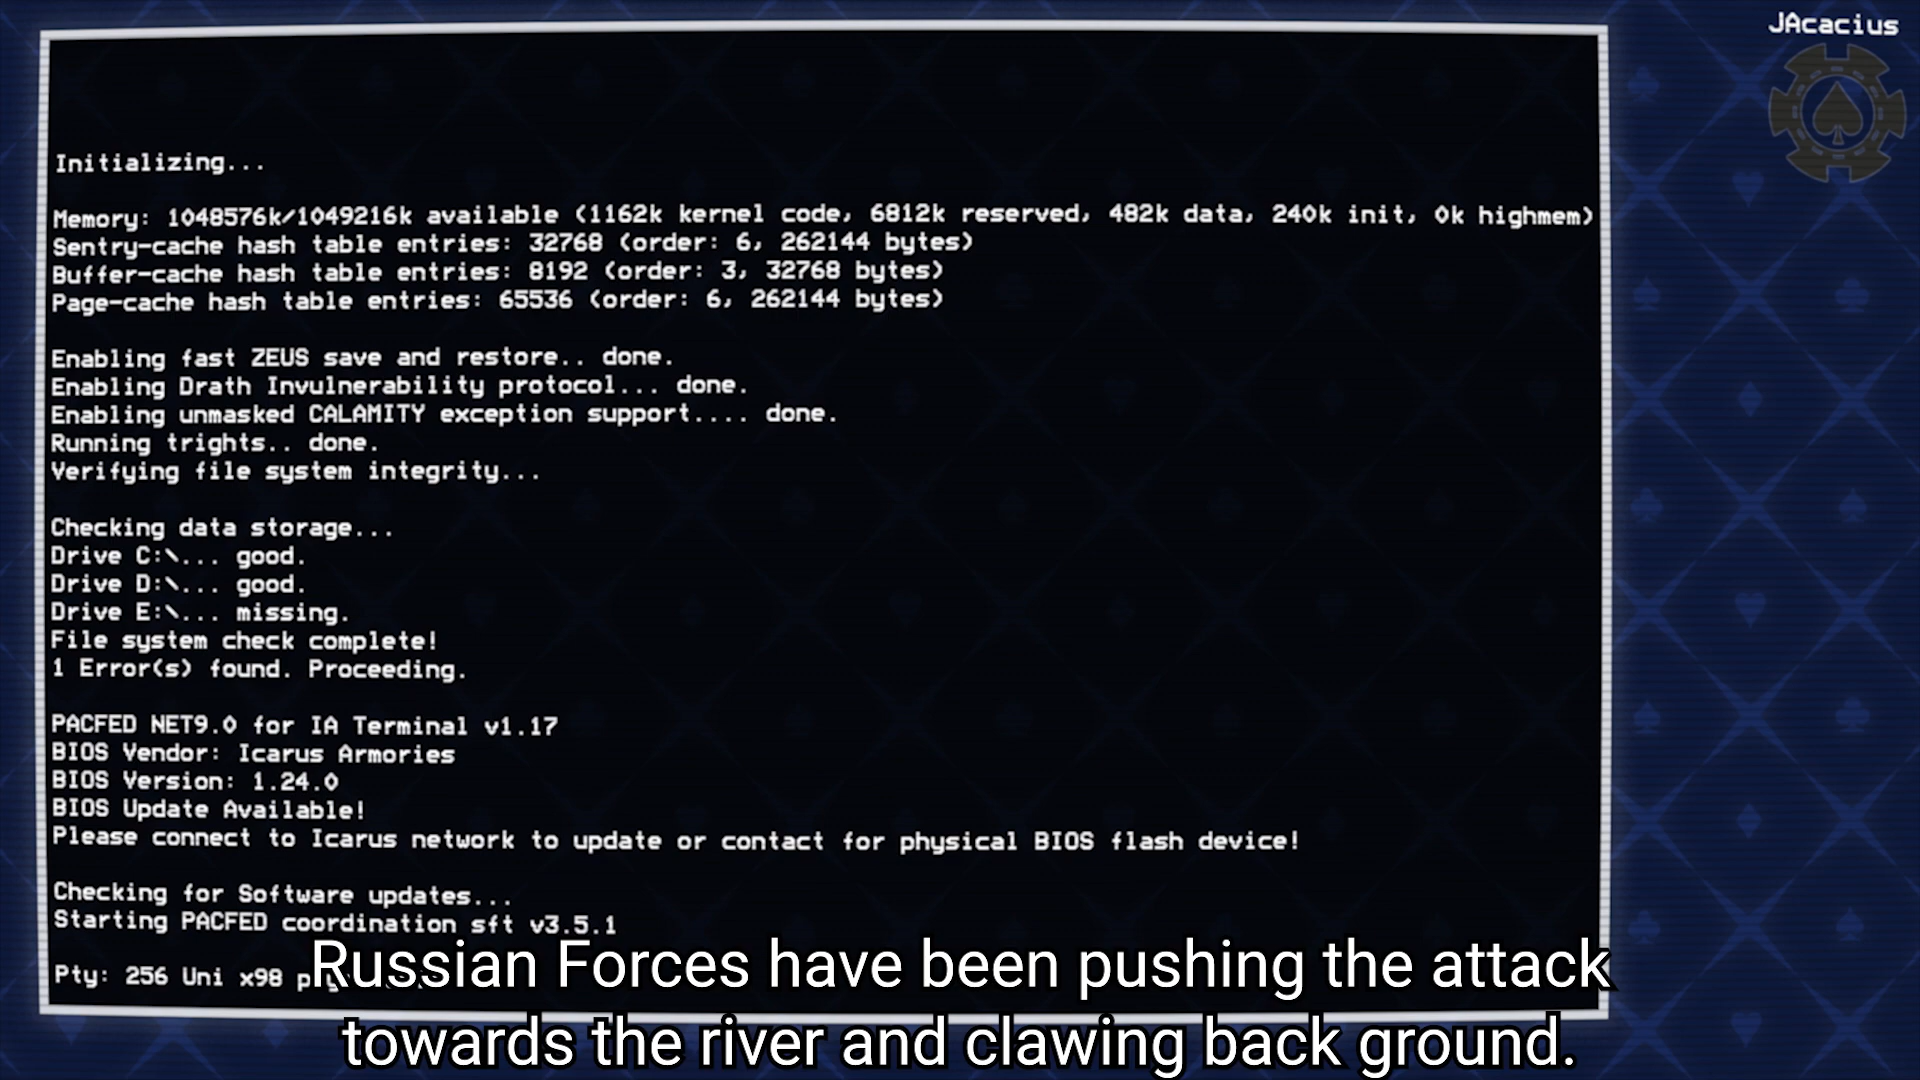 JAcacius
Initializing...
Memory: 1048576k/1049216k available (1162k kernel code, 6812k reserved, 482k data, 240k init, 0k highmem)
Sentry-cache hash table entries: 32768 (order: 6, 262144 bytes)
Buffer-cache hash table entries: 8192 (order: 3, 32768 bytes)
Page-cache hash table entries: 65536 (order: 6, 262144 bytes)
Enabling fast ZEUS save and restore.. done.
Enabling Drath Invulnerability protocol... done.
Enabling unmasked CALAMITY exception support.... done.
Running trights.. done.
Verifying file system integrity...
Checking data storage...
Drive C:\... good.
Drive D:\... good.
Drive E:\... missing.
File system check complete!
1 Error(s) found. Proceeding.
PACFED NET9.0 for IA Terminal v1.17
BIOS Vendor: Icarus Armories
BIOS Version: 1.24.0
BIOS Update Available!
Please connect to Icarus network to update or contact for physical BIOS flash device!
Checking for Software updates...
Starting PACFED coordination sft v3.5.1
Pty: 256 Uni x98
Russian Forces have been pushing the attack
towards the river and clawing back ground.